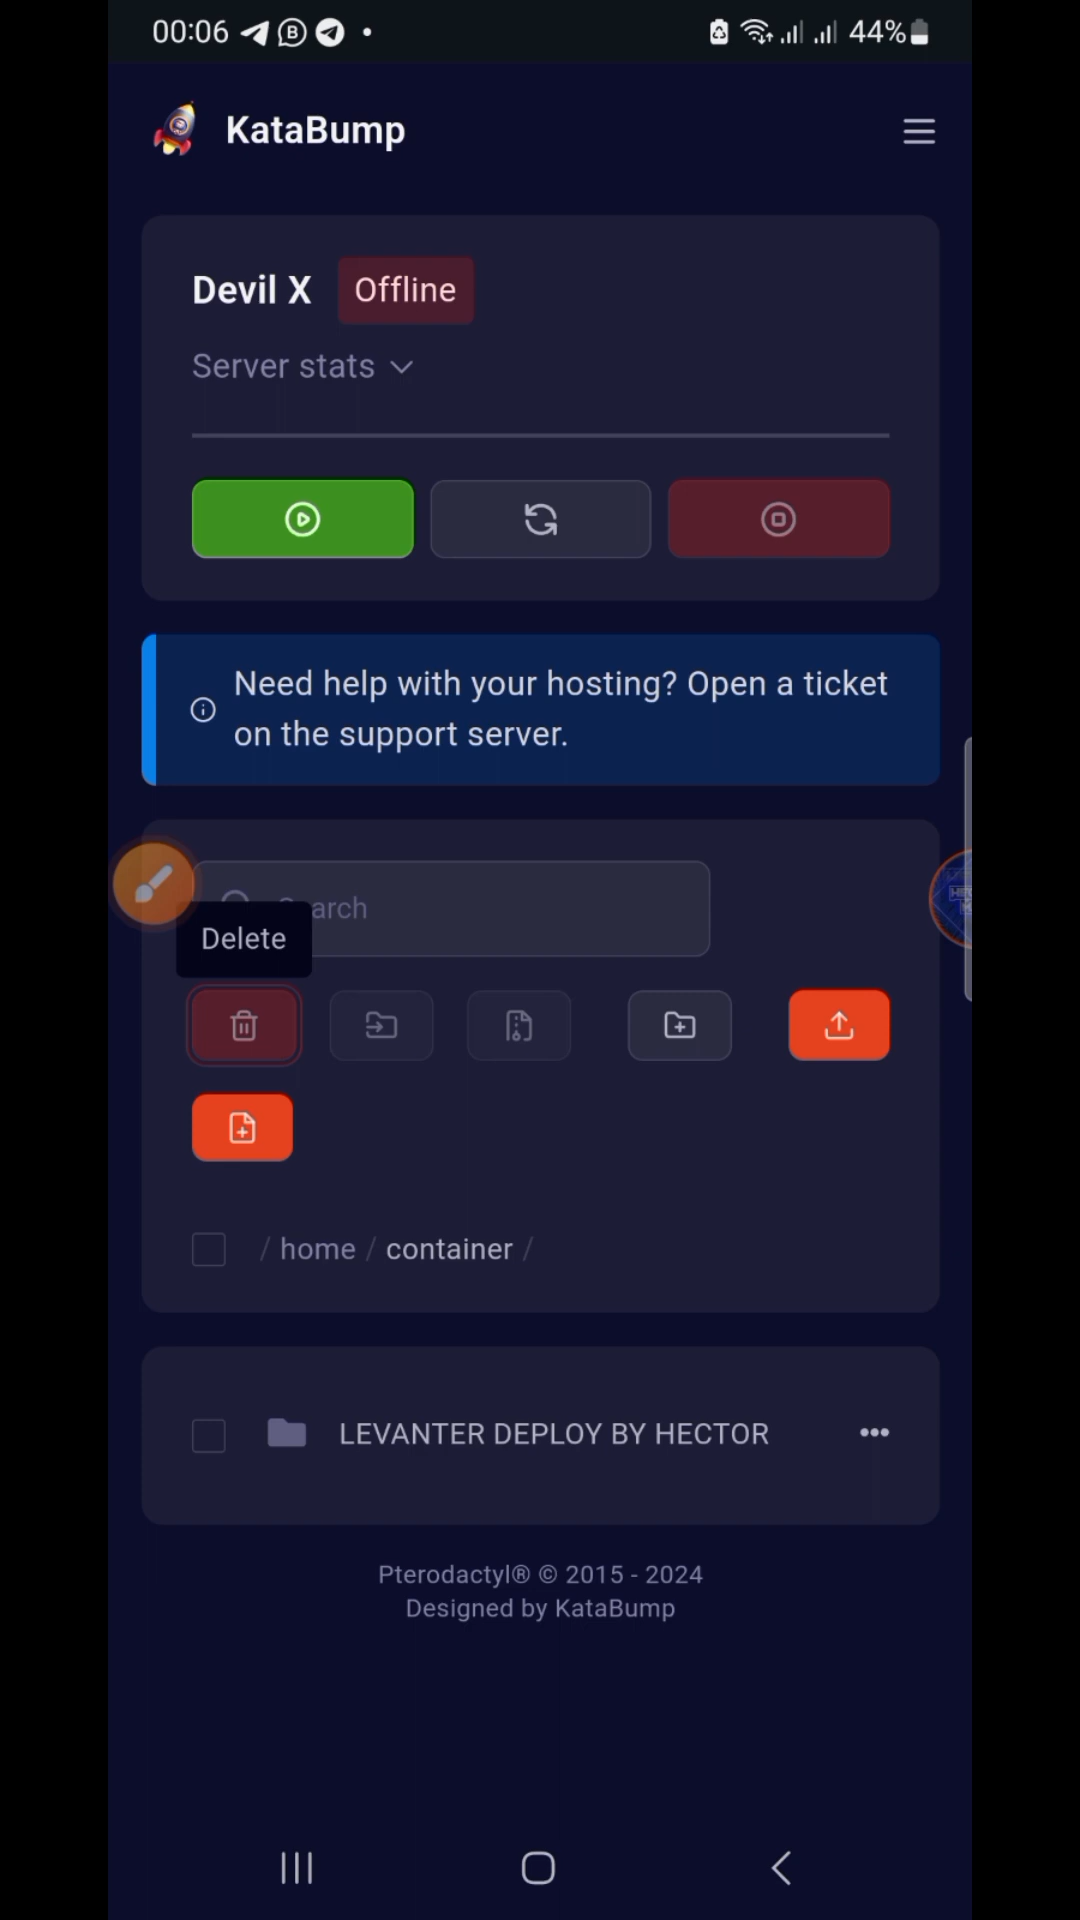 00:06
44%
KataBump
Devil X
Offline
Server stats
Need help with your hosting? Open a ticket
on the support server.
arch
Delete
/ home / container /
LEVANTER DEPLOY BY HECTOR
Pterodactyl® © 2015 - 2024
Designed by KataBump